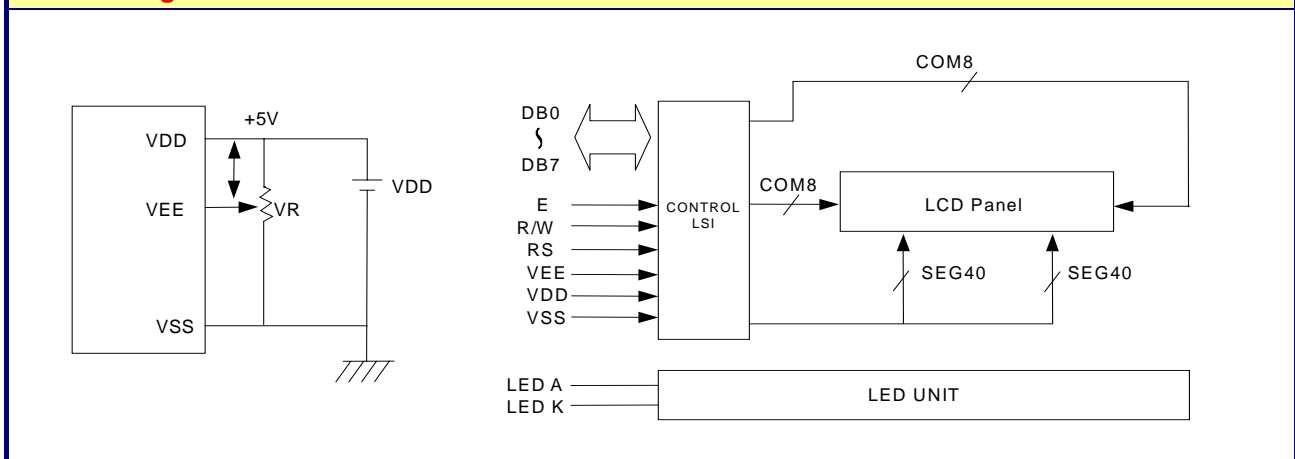 +5V
VDD
VDD
VEE
VR
VSS
COM8
DB0
DB7
COM8
E
R/W
RS
VEE
VDD
VSS
CONTROL
LSI
LCD Panel
SEG40
SEG40
LED A
LED K
LED UNIT